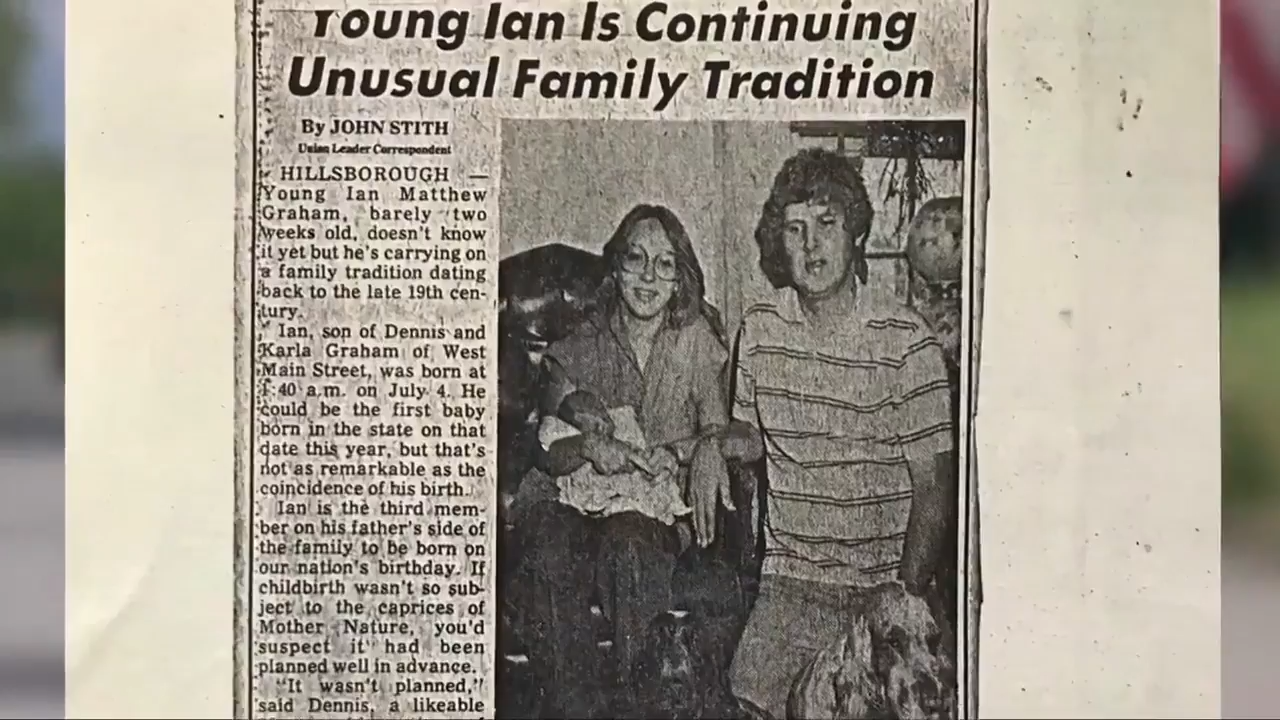 Young Ian Is Continuing
Unusual Family Tradition
By JOHN STITH
Union Leader Correspondent
HILLSBOROUGH —
Young Ian Matthew
Graham, barely two
weeks old, doesn't know
it yet but he's carrying on
a family tradition dating
back to the late 19th cen-
tury.
Ian, son of Dennis and
Karla Graham of West
Main Street, was born at
1:40 a.m. on July 4. He
could be the first baby
born in the state on that
date this year, but that's
not as remarkable as the
coincidence of his birth.
Ian is the third mem-
ber on his father's side of
the family to be born on
our nation's birthday. If
childbirth wasn't so sub-
ject to the caprices of
Mother Nature, you'd
suspect it had been
planned well in advance.
"It wasn't planned,"
said Dennis, a likeable